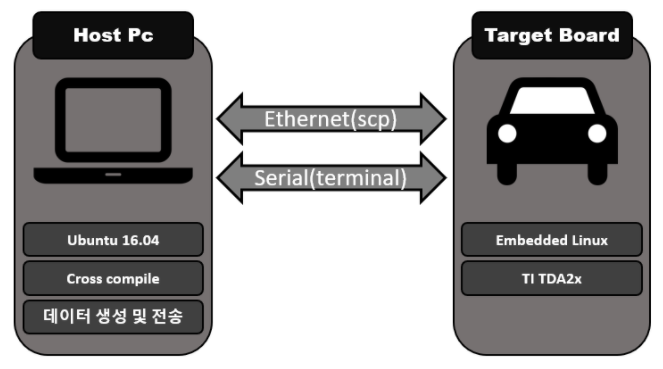 Host Pc
Ubuntu 16.04
Cross compile
데이터 생성 및 전송
Ethernet(scp)
Serial(terminal)
Target Board
Embedded Linux
TI TDA2x